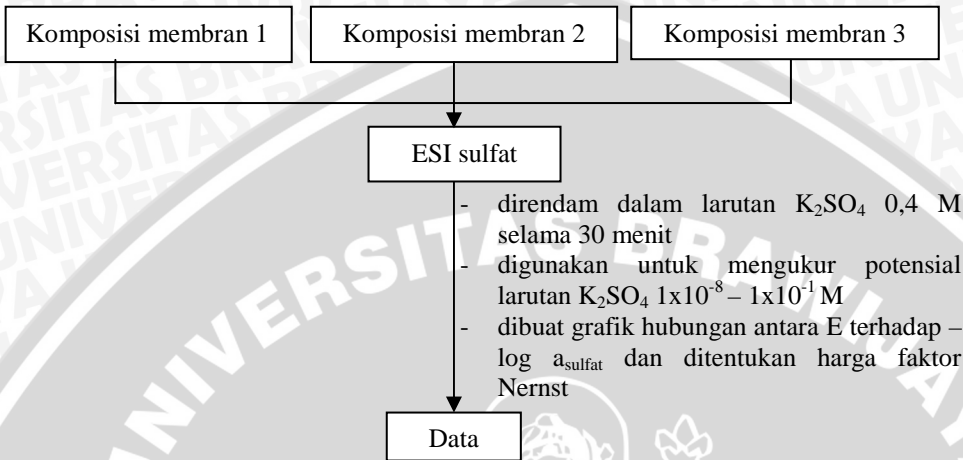 Komposisi membran 1
Komposisi membran 2
Komposisi membran 3
ESI sulfat
- direndam dalam larutan K₂SO₄ 0,4 M
selama 30 menit
- digunakan untuk mengukur potensial
larutan K₂SO₄ 1x10⁻⁸ – 1x10⁻¹ M
- dibuat grafik hubungan antara E terhadap –
log a_sulfat dan ditentukan harga faktor
Nernst
Data